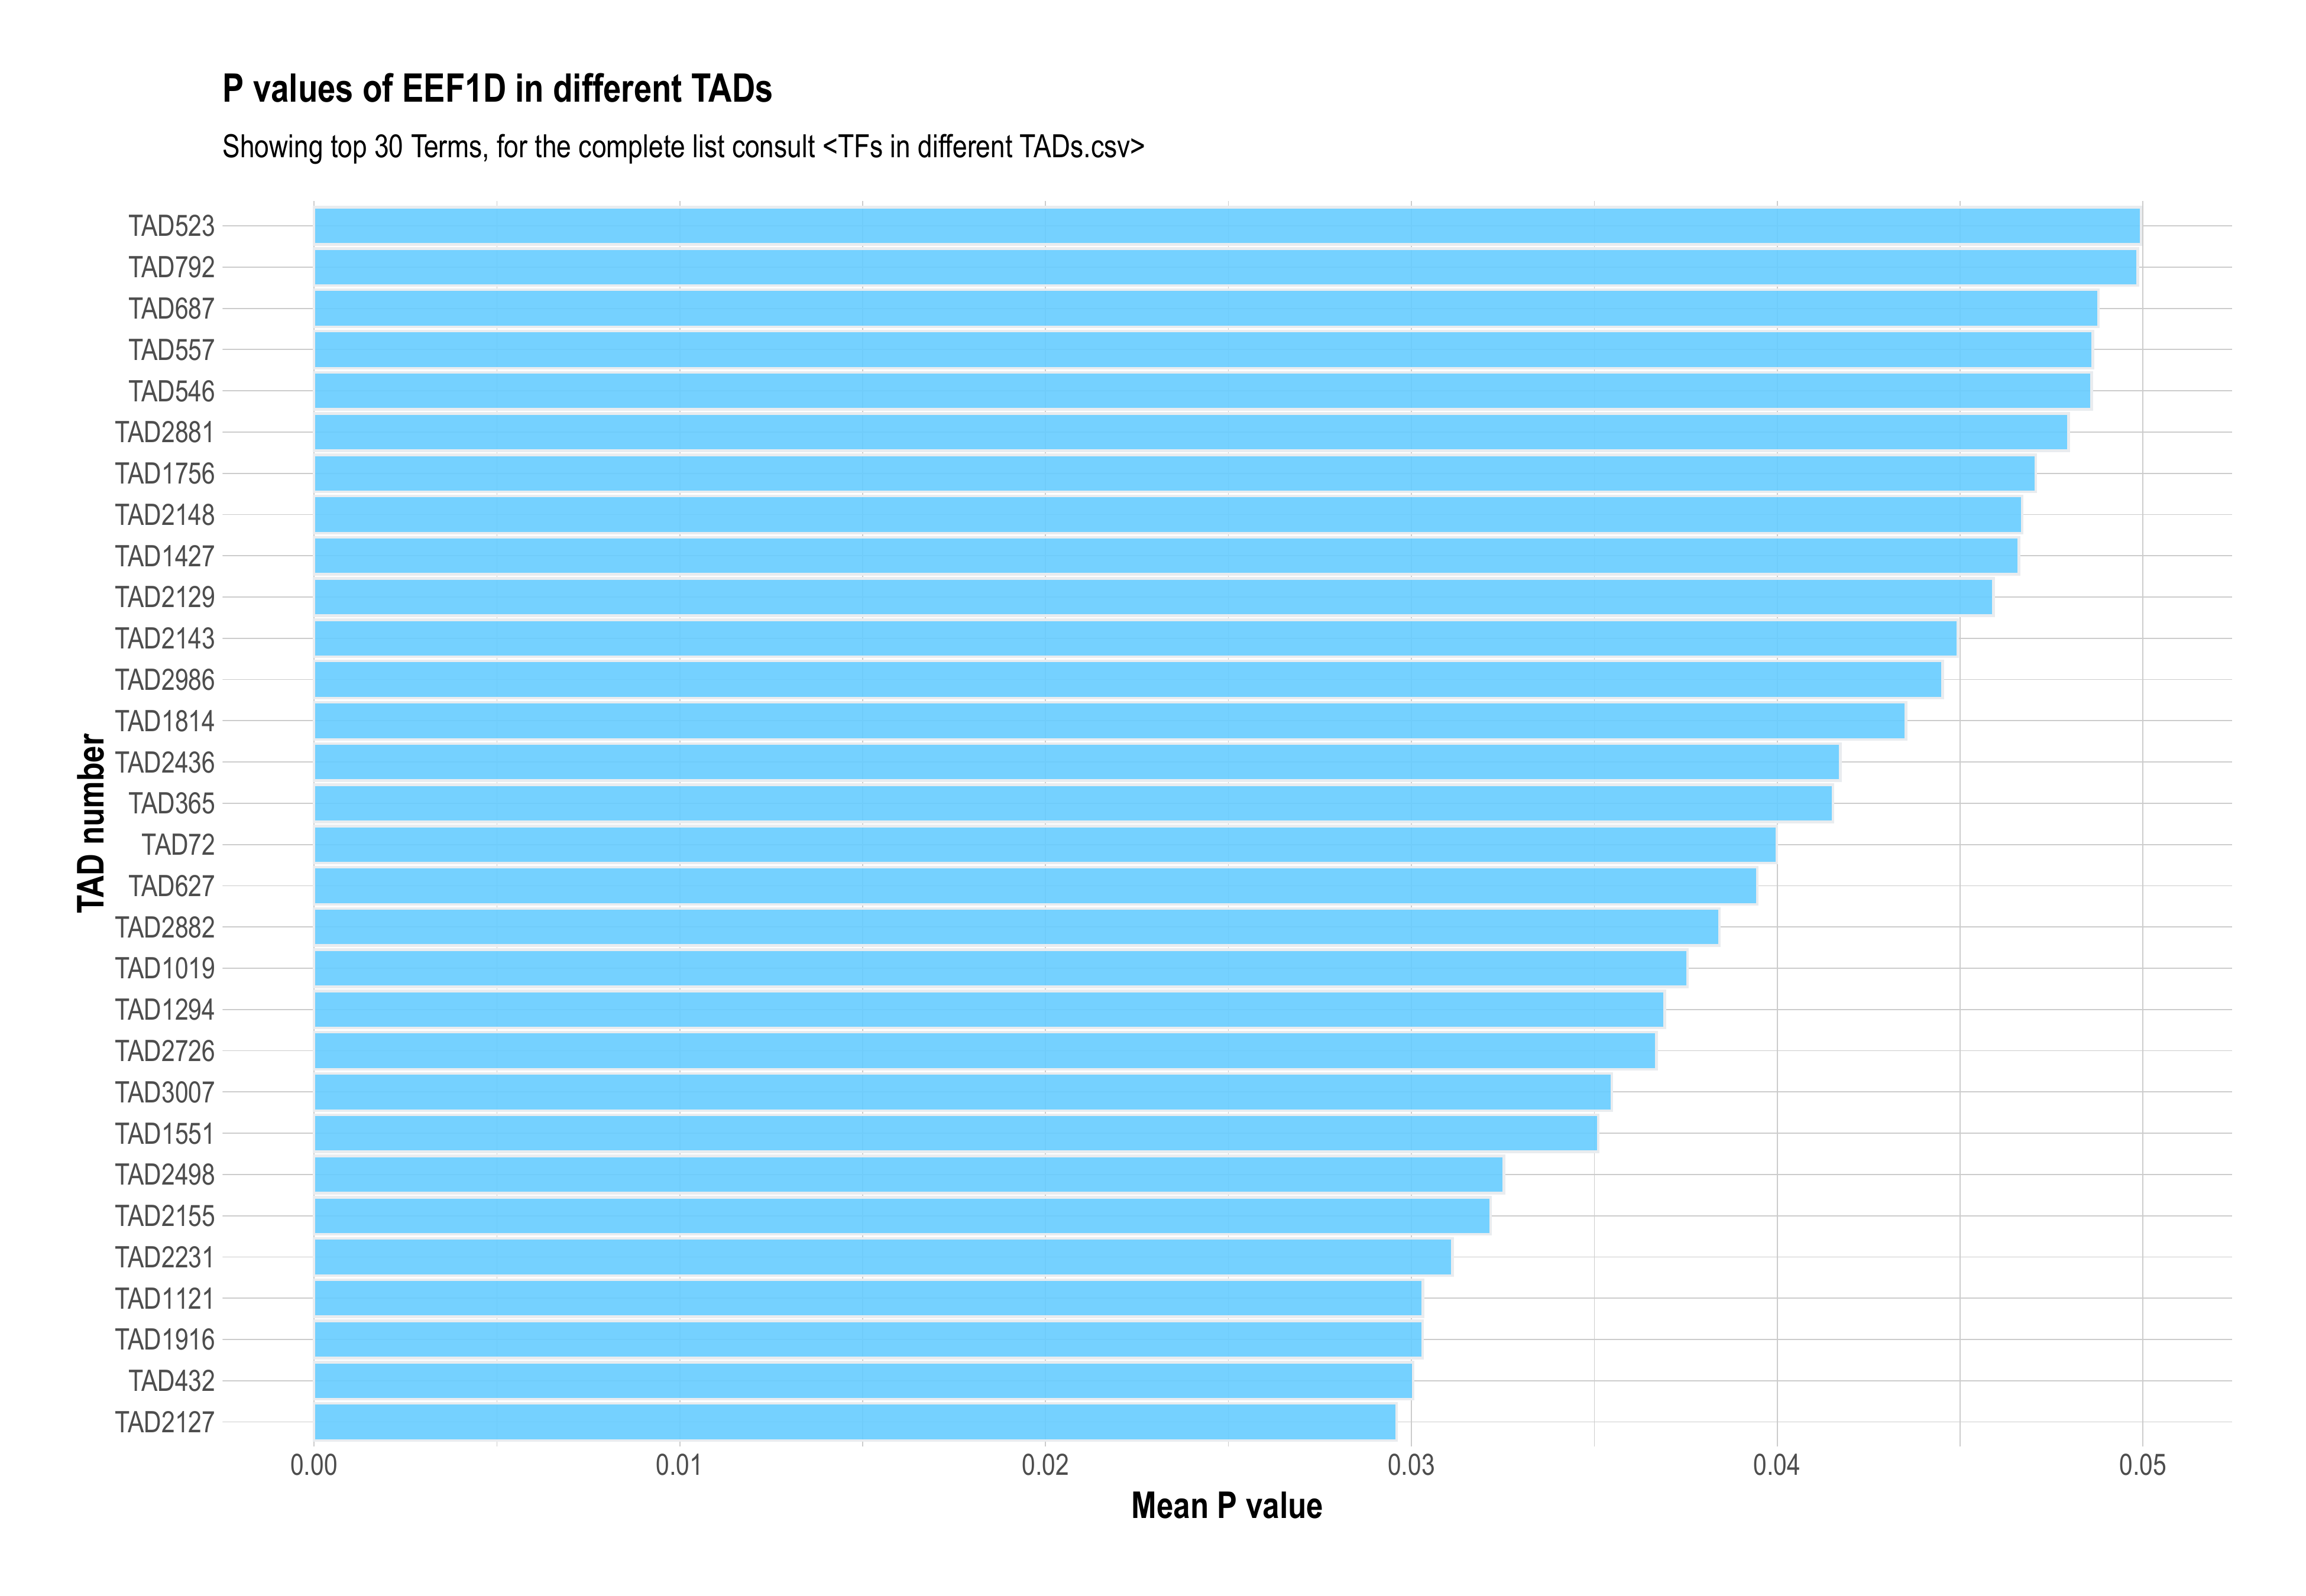 P values of EEF1D in different TADs
Showing top 30 Terms, for the complete list consult <TFs in different TADs.csv>
TAD number
TAD523
TAD792
TAD687
TAD557
TAD546
TAD2881
TAD1756
TAD2148
TAD1427
TAD2129
TAD2143
TAD2986
TAD1814
TAD2436
TAD365
TAD72
TAD627
TAD2882
TAD1019
TAD1294
TAD2726
TAD3007
TAD1551
TAD2498
TAD2155
TAD2231
TAD1121
TAD1916
TAD432
TAD2127
0.00 0.01 0.02 0.03 0.04 0.05
Mean P value